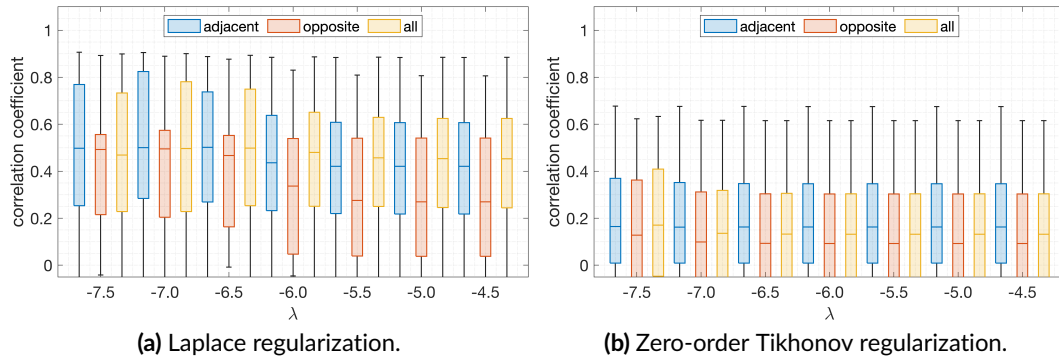 adjacent opposite all
correlation coefficient
1
0.8
0.6
0.4
0.2
0
-7.5 -7.0 -6.5 -6.0 -5.5 -5.0 -4.5
λ
(a) Laplace regularization.
adjacent opposite all
correlation coefficient
1
0.8
0.6
0.4
0.2
0
-7.5 -7.0 -6.5 -6.0 -5.5 -5.0 -4.5
λ
(b) Zero-order Tikhonov regularization.